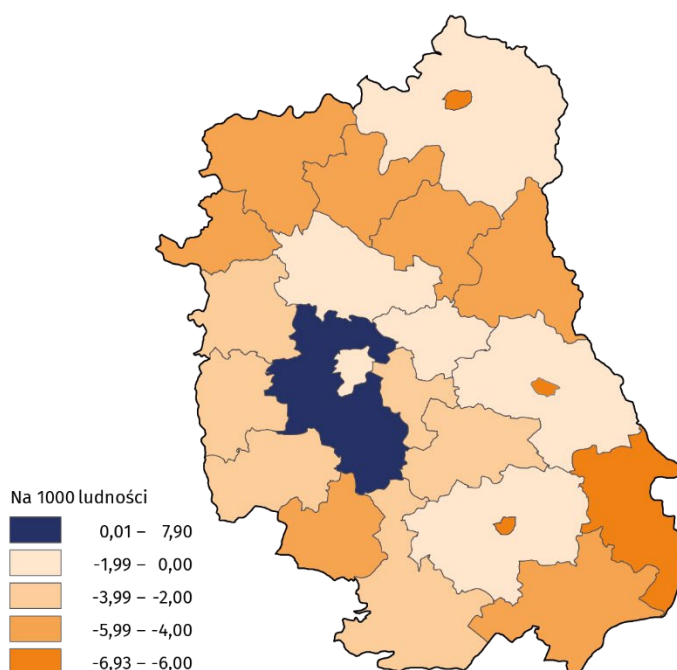 Na 1000 ludności
0,01 – 7,90
-1,99 – 0,00
-3,99 – -2,00
-5,99 – -4,00
-6,93 – -6,00